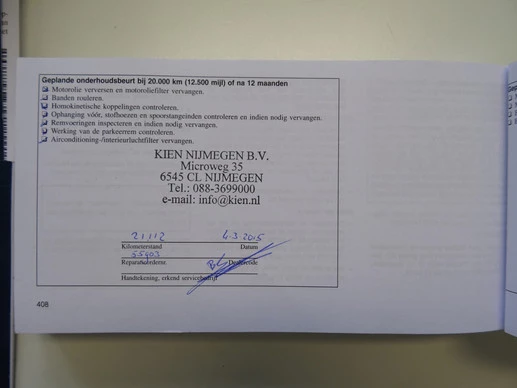 Geplande onderhoudsbeurt bij 20.000 km (12.500 mijl) of na 12 maanden
Motorolie verversen en motoroliefilter vervangen.
Banden rouleren.
Homokinetische koppelingen controleren.
Ophanging vóór, stofhoezen en spoorstangeinden controleren en indien nodig vervangen.
Remvoeringen inspecteren en indien nodig vervangen.
Werking van de parkeerrem controleren.
Airconditioning-/interieurluchtfilter vervangen.
KIEN NIJMEGEN B.V.
Microweg 35
6545 CL NIJMEGEN
Tel.: 088-3699000
e-mail: info@kien.nl
21112 4.3.2015
Kilometerstand Datum
55403
Reparatieordernr.
Handtekening, erkend servicebedrijf
408